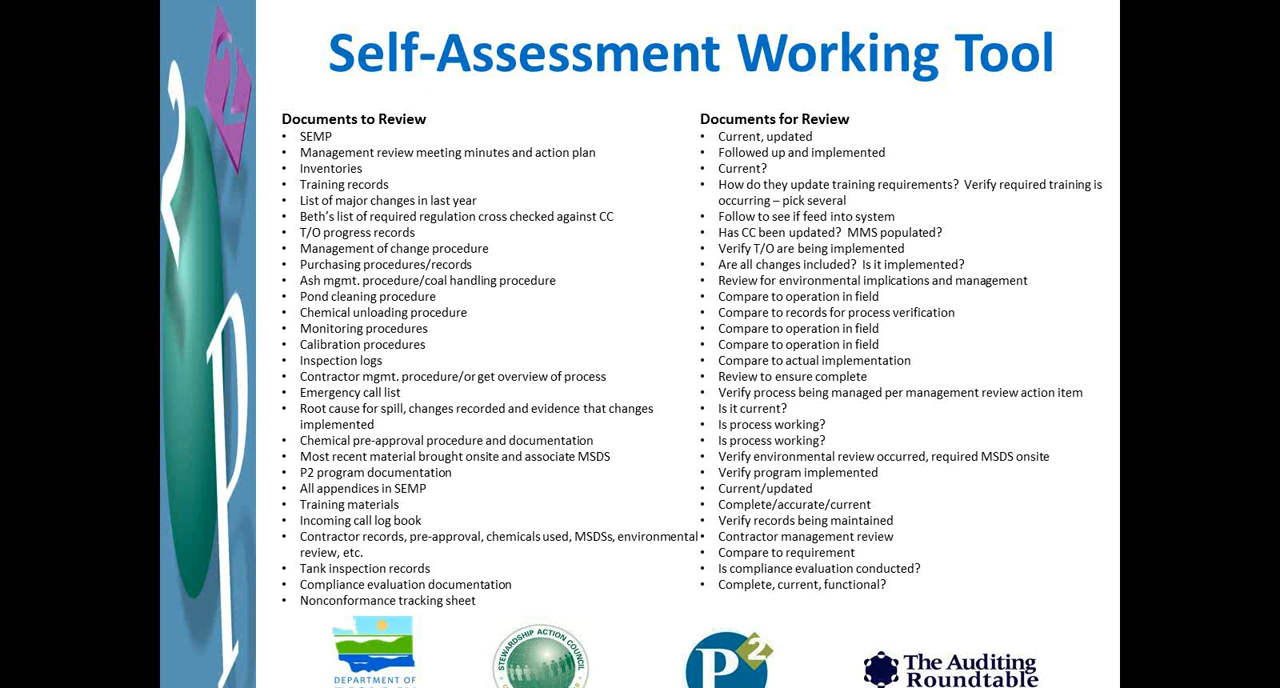 Self-Assessment Working Tool
Documents to Review
• SEMP
• Management review meeting minutes and action plan
• Inventories
• Training records
• List of major changes in last year
• Beth's list of required regulation cross checked against CC
• T/O progress records
• Management of change procedure
• Purchasing procedures/records
• Ash mgmt. procedure/coal handling procedure
• Pond cleaning procedure
• Chemical unloading procedure
• Monitoring procedures
• Calibration procedures
• Inspection logs
• Contractor mgmt. procedure/or get overview of process
• Emergency call list
• Root cause for spill, changes recorded and evidence that changes
implemented
• Chemical pre-approval procedure and documentation
• Most recent material brought onsite and associate MSDS
• P2 program documentation
• All appendices in SEMP
• Training materials
• Incoming call log book
• Contractor records, pre-approval, chemicals used, MSDSs, environmental
review, etc.
• Tank inspection records
• Compliance evaluation documentation
• Nonconformance tracking sheet
Documents for Review
• Current, updated
• Followed up and implemented
• Current?
• How do they update training requirements? Verify required training is
occurring – pick several
• Follow to see if feed into system
• Has CC been updated? MMS populated?
• Verify T/O are being implemented
• Are all changes included? Is it implemented?
• Review for environmental implications and management
• Compare to operation in field
• Compare to records for process verification
• Compare to operation in field
• Compare to operation in field
• Compare to actual implementation
• Review to ensure complete
• Verify process being managed per management review action item
• Is it current?
• Is process working?
• Is process working?
• Verify environmental review occurred, required MSDS onsite
• Verify program implemented
• Current/updated
• Complete/accurate/current
• Verify records being maintained
• Contractor management review
• Compare to requirement
• Is compliance evaluation conducted?
• Complete, current, functional?
2
P
2
DEPARTMENT OF
STEWARDSHIP ACTION COUNCIL
P2
The Auditing
Roundtable